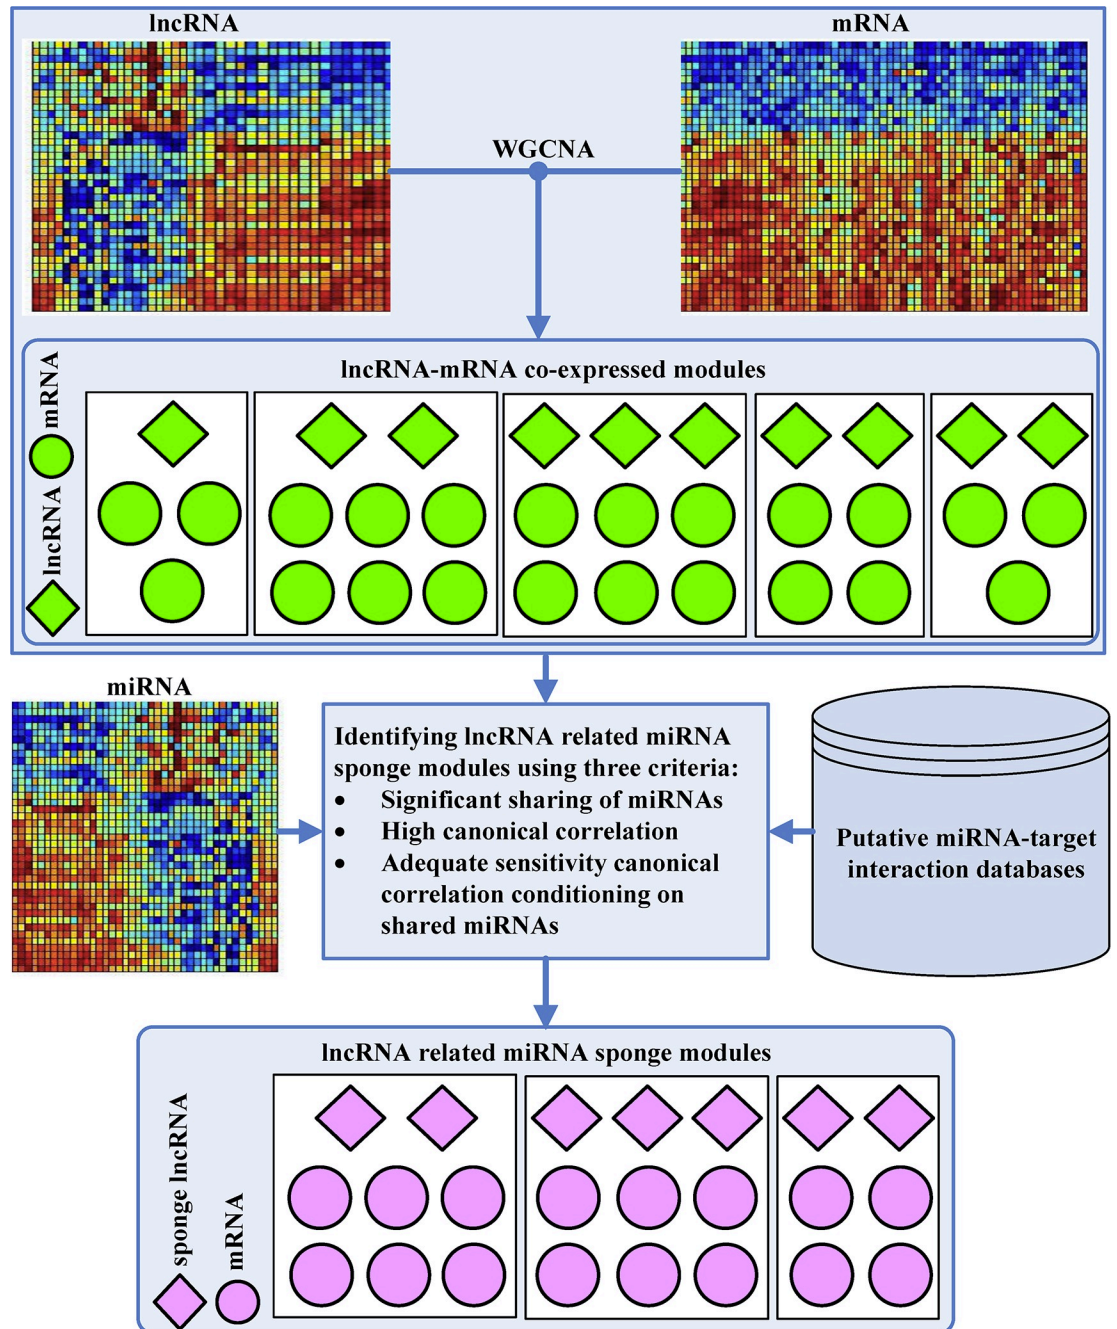 lncRNA
mRNA
WGCNA
lncRNA-mRNA co-expressed modules
mRNA
lncRNA
miRNA
Identifying lncRNA related miRNA
sponge modules using three criteria:
• Significant sharing of miRNAs
• High canonical correlation
• Adequate sensitivity canonical
correlation conditioning on
shared miRNAs
Putative miRNA-target
interaction databases
lncRNA related miRNA sponge modules
sponge lncRNA
mRNA